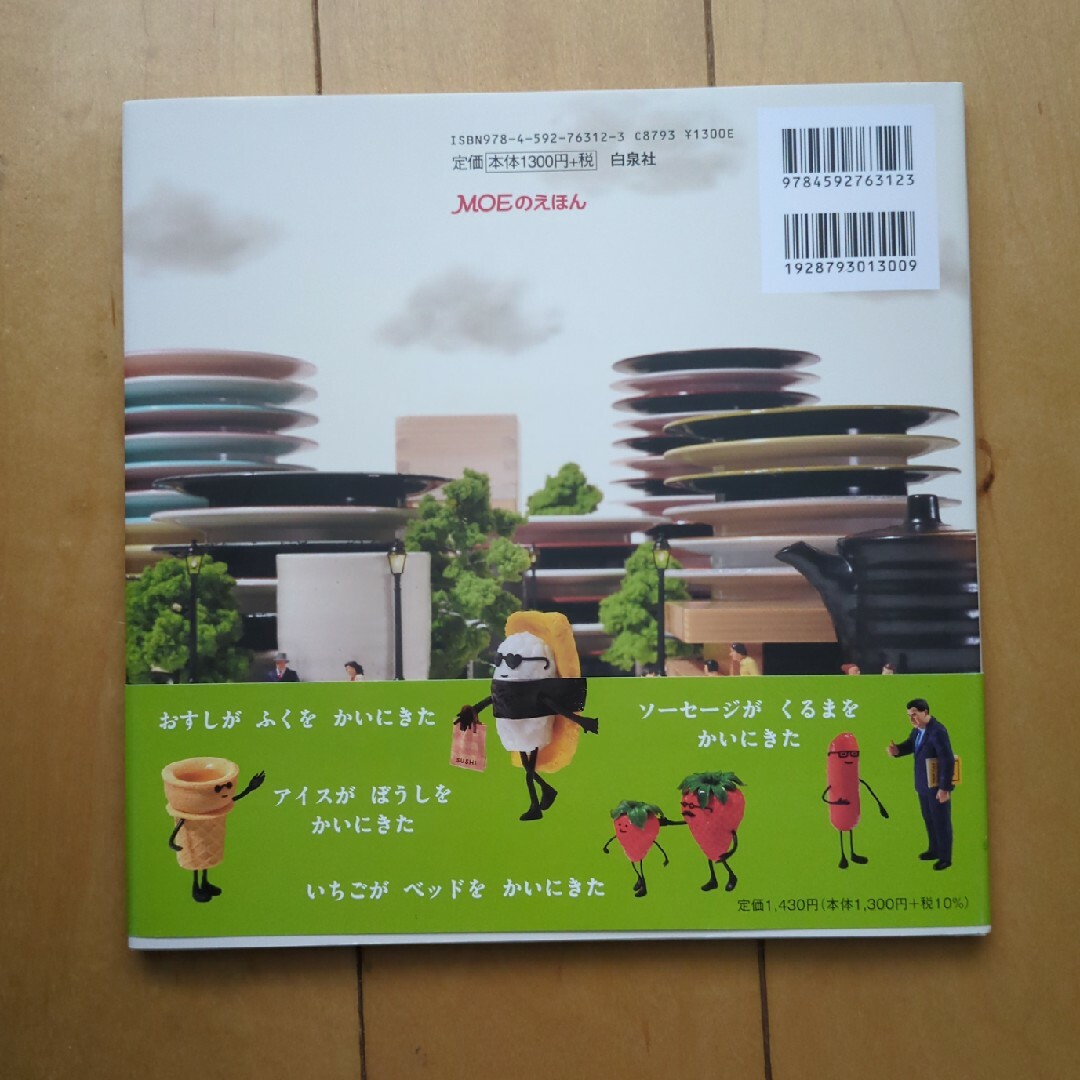 ISBN978-4-592-76312-3 C8793 ¥1300E
定価 本体1300円+税 白泉社
MOEのえほん
9784592763123
1928793013009
おすしが ふくを かいにきた
SUSHI
ソーセージが くるまを
かいにきた
アイスが ぼうしを
かいにきた
いちごが ベッドを かいにきた
定価1,430円(本体1,300円+税10%)